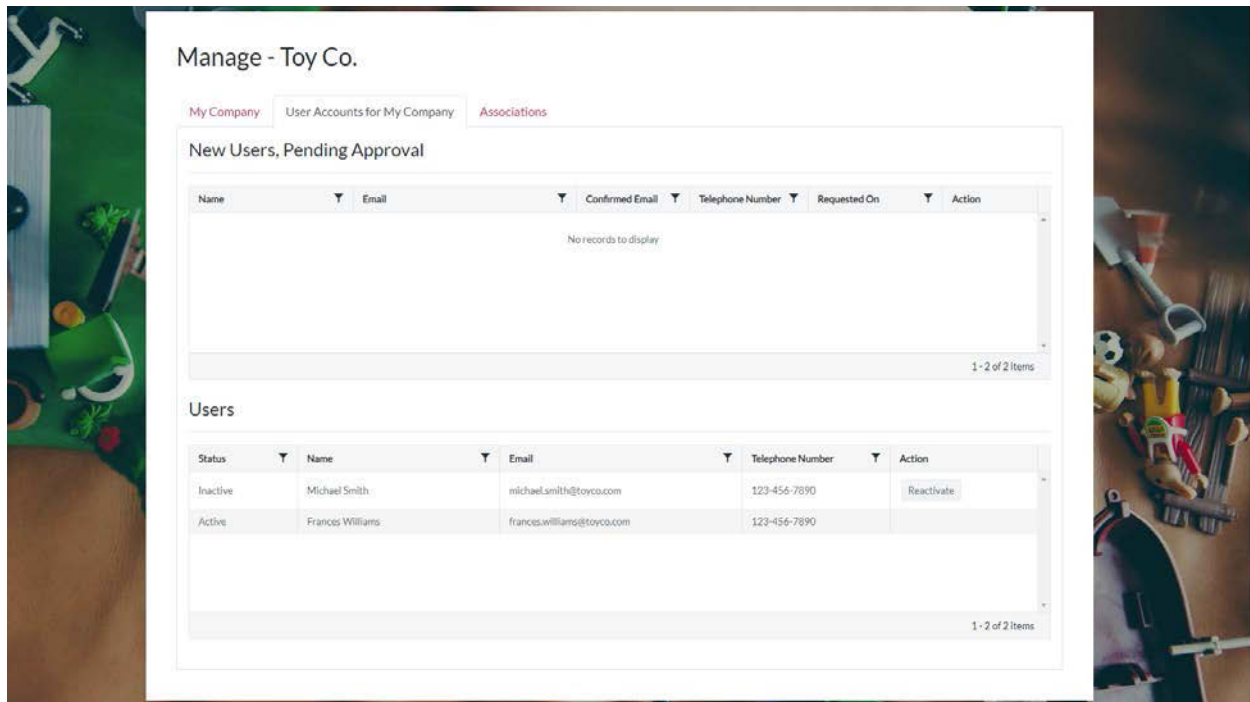 Manage - Toy Co.
My Company User Accounts for My Company Associations
New Users, Pending Approval
Name Email Confirmed Email Telephone Number Requested On Action
No records to display
1 - 2 of 2 items
Users
Status Name Email Telephone Number Action
Inactive Michael Smith michael.smith@toyco.com 123-456-7890 Reactivate
Active Frances Williams frances.williams@toyco.com 123-456-7890
1 - 2 of 2 items